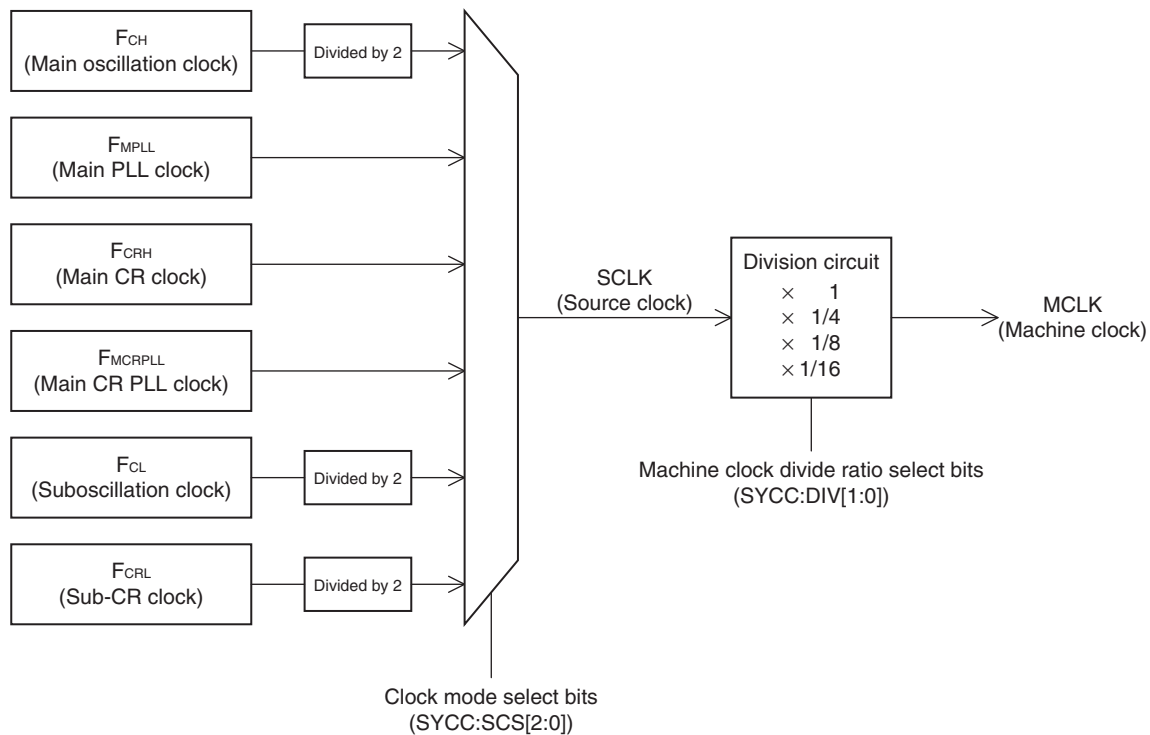 FCH
(Main oscillation clock)
Divided by 2
FMPLL
(Main PLL clock)
FCRH
(Main CR clock)
FMCRPLL
(Main CR PLL clock)
FCL
(Suboscillation clock)
Divided by 2
FCRL
(Sub-CR clock)
Divided by 2
Clock mode select bits
(SYCC:SCS[2:0])
SCLK
(Source clock)
Division circuit
× 1
× 1/4
× 1/8
× 1/16
Machine clock divide ratio select bits
(SYCC:DIV[1:0])
MCLK
(Machine clock)